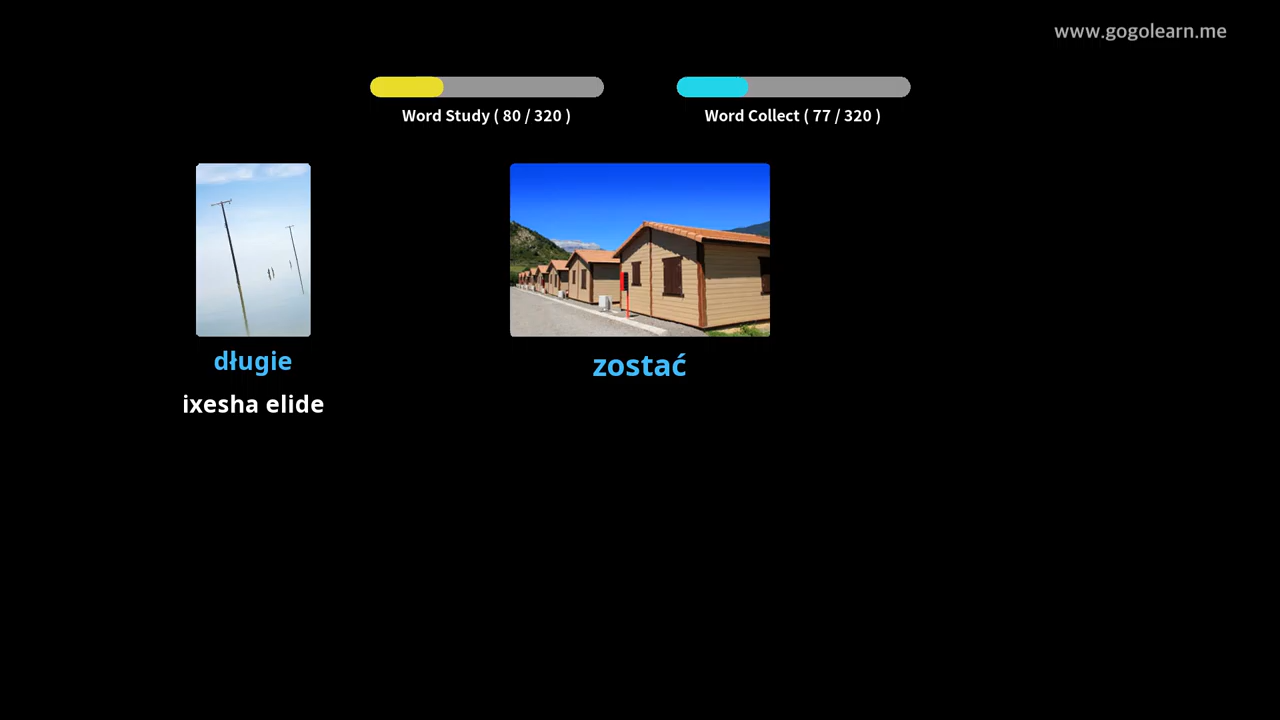 www.gogolearn.me
Word Study ( 80 / 320 )
Word Collect ( 77 / 320 )
długie
zostać
ixesha elide